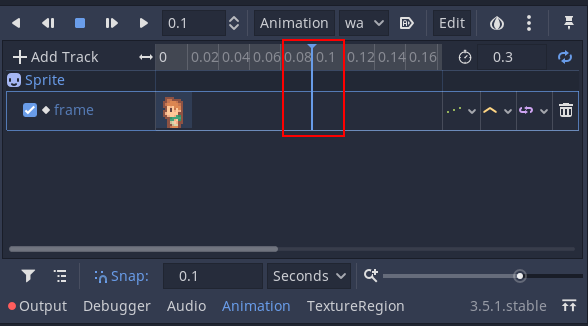 0.1 Animation wa Edit
Add Track 0 0.02 0.04 0.06 0.08 0.1 0.12 0.14 0.16 0.3
Sprite
frame
Snap: 0.1 Seconds
Output Debugger Audio Animation TextureRegion 3.5.1.stable